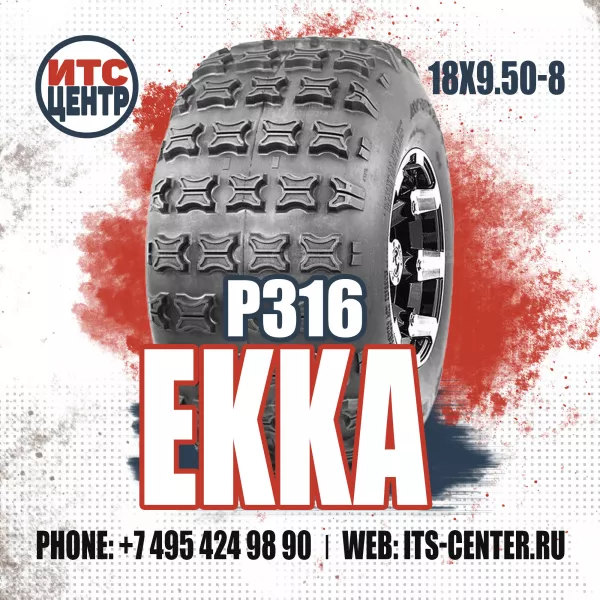 ИТС
ЦЕНТР
18X9.50-8
P316
EKKA
PHONE: +7 495 424 98 90 | WEB: ITS-CENTER.RU